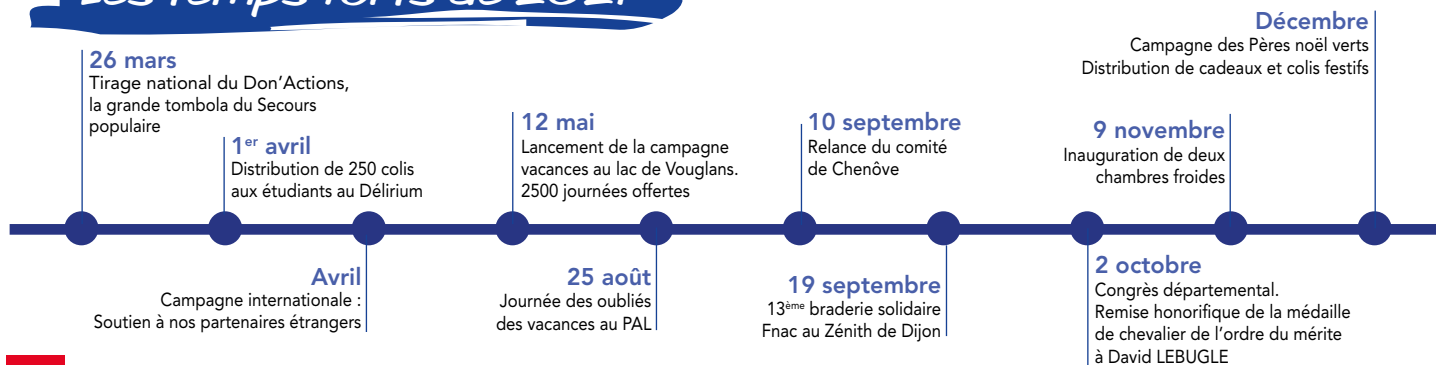 Les temps forts de 2021
26 mars
Tirage national du Don'Actions,
la grande tombola du Secours
populaire
1er avril
Distribution de 250 colis
aux étudiants au Délirium
Avril
Campagne internationale :
Soutien à nos partenaires étrangers
12 mai
Lancement de la campagne
vacances au lac de Vouglans.
2500 journées offertes
25 août
Journée des oubliés
des vacances au PAL
10 septembre
Relance du comité
de Chenôve
19 septembre
13ème braderie solidaire
Fnac au Zénith de Dijon
2 octobre
Congrès départemental.
Remise honorifique de la médaille
de chevalier de l'ordre du mérite
à David LEBUGLE
9 novembre
Inauguration de deux
chambres froides
Décembre
Campagne des Pères noël verts
Distribution de cadeaux et colis festifs